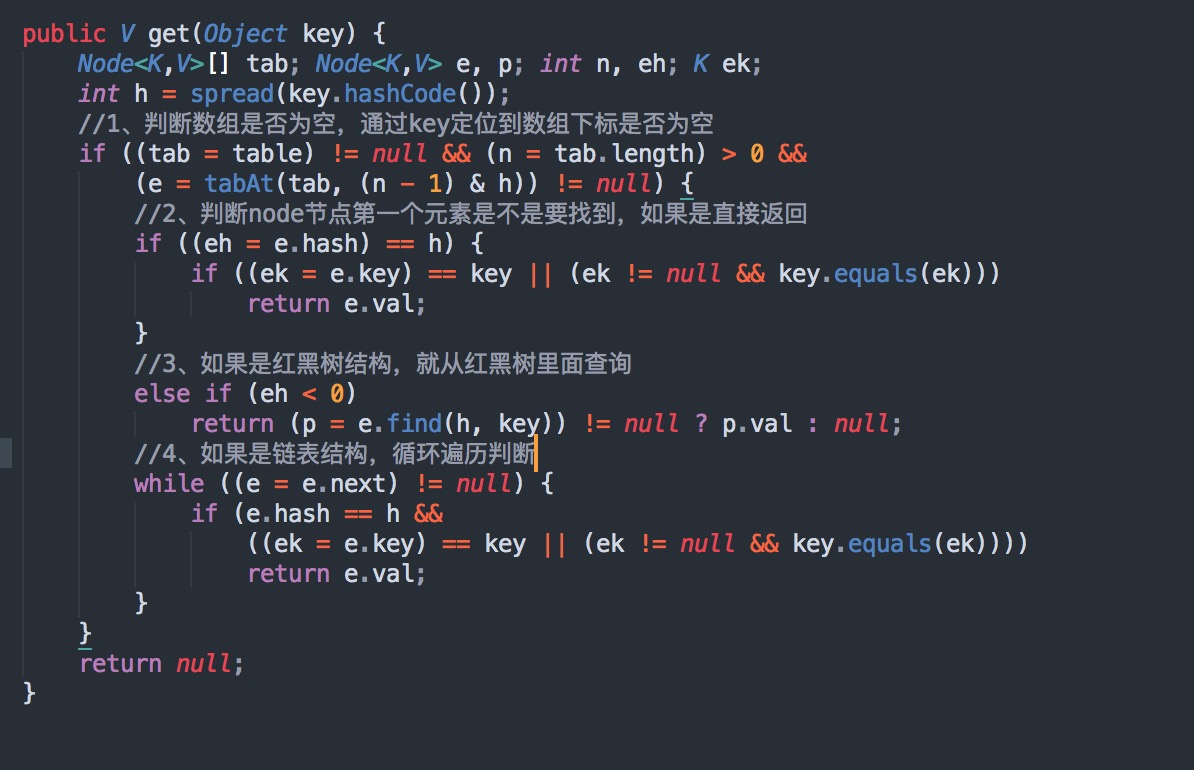 public V get(Object key) {
    Node<K,V>[] tab; Node<K,V> e, p; int n, eh; K ek;
    int h = spread(key.hashCode());
    //1、判断数组是否为空，通过key定位到数组下标是否为空
    if ((tab = table) != null && (n = tab.length) > 0 &&
        (e = tabAt(tab, (n - 1) & h)) != null) {
        //2、判断node节点第一个元素是不是要找到，如果是直接返回
        if ((eh = e.hash) == h) {
            if ((ek = e.key) == key || (ek != null && key.equals(ek)))
                return e.val;
        }
        //3、如果是红黑树结构，就从红黑树里面查询
        else if (eh < 0)
            return (p = e.find(h, key)) != null ? p.val : null;
        //4、如果是链表结构，循环遍历判断
        while ((e = e.next) != null) {
            if (e.hash == h &&
                ((ek = e.key) == key || (ek != null && key.equals(ek))))
                return e.val;
        }
    }
    return null;
}